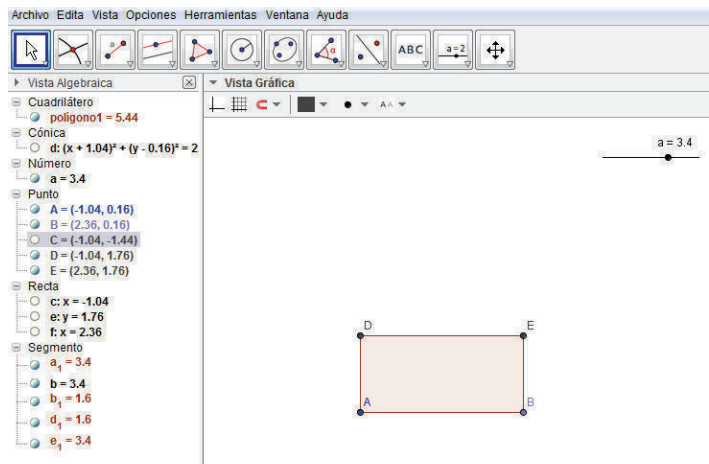 Archivo Edita Vista Opciones Herramientas Ventana Ayuda
a
α
ABC
a=2
Vista Algebraica
Cuadrilátero
polígono1 = 5.44
Cónica
d: (x + 1.04)² + (y - 0.16)² = 2
Número
a = 3.4
Punto
A = (-1.04, 0.16)
B = (2.36, 0.16)
C = (-1.04, -1.44)
D = (-1.04, 1.76)
E = (2.36, 1.76)
Recta
c: x = -1.04
e: y = 1.76
f: x = 2.36
Segmento
a₁ = 3.4
b = 3.4
b₁ = 1.6
d₁ = 1.6
e₁ = 3.4
Vista Gráfica
AA
a = 3.4
D E
A B